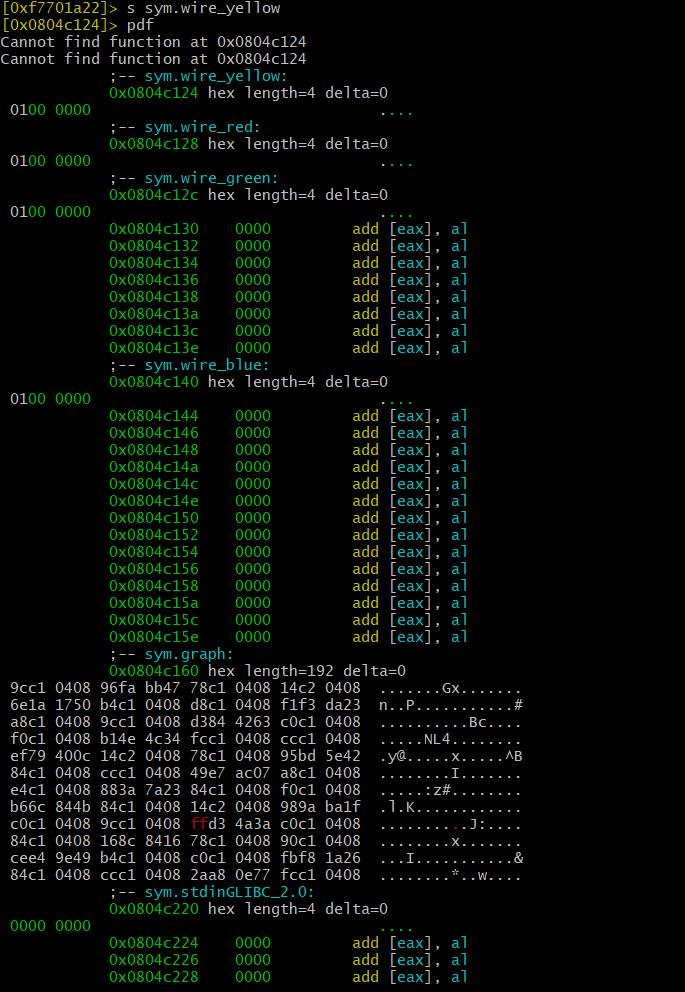 [0xf7701a22]> s sym.wire_yellow
[0x0804c124]> pdf
Cannot find function at 0x0804c124
Cannot find function at 0x0804c124
;-- sym.wire_yellow:
0x0804c124 hex length=4 delta=0
0100 0000 ....
;-- sym.wire_red:
0x0804c128 hex length=4 delta=0
0100 0000 ....
;-- sym.wire_green:
0x0804c12c hex length=4 delta=0
0100 0000 ....
0x0804c130 0000 add [eax], al
0x0804c132 0000 add [eax], al
0x0804c134 0000 add [eax], al
0x0804c136 0000 add [eax], al
0x0804c138 0000 add [eax], al
0x0804c13a 0000 add [eax], al
0x0804c13c 0000 add [eax], al
0x0804c13e 0000 add [eax], al
;-- sym.wire_blue:
0x0804c140 hex length=4 delta=0
0100 0000 ....
0x0804c144 0000 add [eax], al
0x0804c146 0000 add [eax], al
0x0804c148 0000 add [eax], al
0x0804c14a 0000 add [eax], al
0x0804c14c 0000 add [eax], al
0x0804c14e 0000 add [eax], al
0x0804c150 0000 add [eax], al
0x0804c152 0000 add [eax], al
0x0804c154 0000 add [eax], al
0x0804c156 0000 add [eax], al
0x0804c158 0000 add [eax], al
0x0804c15a 0000 add [eax], al
0x0804c15c 0000 add [eax], al
0x0804c15e 0000 add [eax], al
;-- sym.graph:
0x0804c160 hex length=192 delta=0
9cc1 0408 96fa bb47 78c1 0408 14c2 0408 .......Gx.......
6e1a 1750 b4c1 0408 d8c1 0408 f1f3 da23 n..P...........#
a8c1 0408 9cc1 0408 d384 4263 c0c1 0408 ..........Bc....
f0c1 0408 b14e 4c34 fcc1 0408 ccc1 0408 .....NL4........
ef79 400c 14c2 0408 78c1 0408 95bd 5e42 .y@.....x.....^B
84c1 0408 ccc1 0408 49e7 ac07 a8c1 0408 ........I.......
e4c1 0408 883a 7a23 84c1 0408 f0c1 0408 .....:z#........
b66c 844b 84c1 0408 14c2 0408 989a ba1f .l.K............
c0c1 0408 9cc1 0408 ffd3 4a3a c0c1 0408 ..........J:....
84c1 0408 168c 8416 78c1 0408 90c1 0408 ........x.......
cee4 9e49 b4c1 0408 c0c1 0408 fbf8 1a26 ...I...........&
84c1 0408 ccc1 0408 2aa8 0e77 fcc1 0408 ........*..w....
;-- sym.stdinGLIBC_2.0:
0x0804c220 hex length=4 delta=0
0000 0000 ....
0x0804c224 0000 add [eax], al
0x0804c226 0000 add [eax], al
0x0804c228 0000 add [eax], al